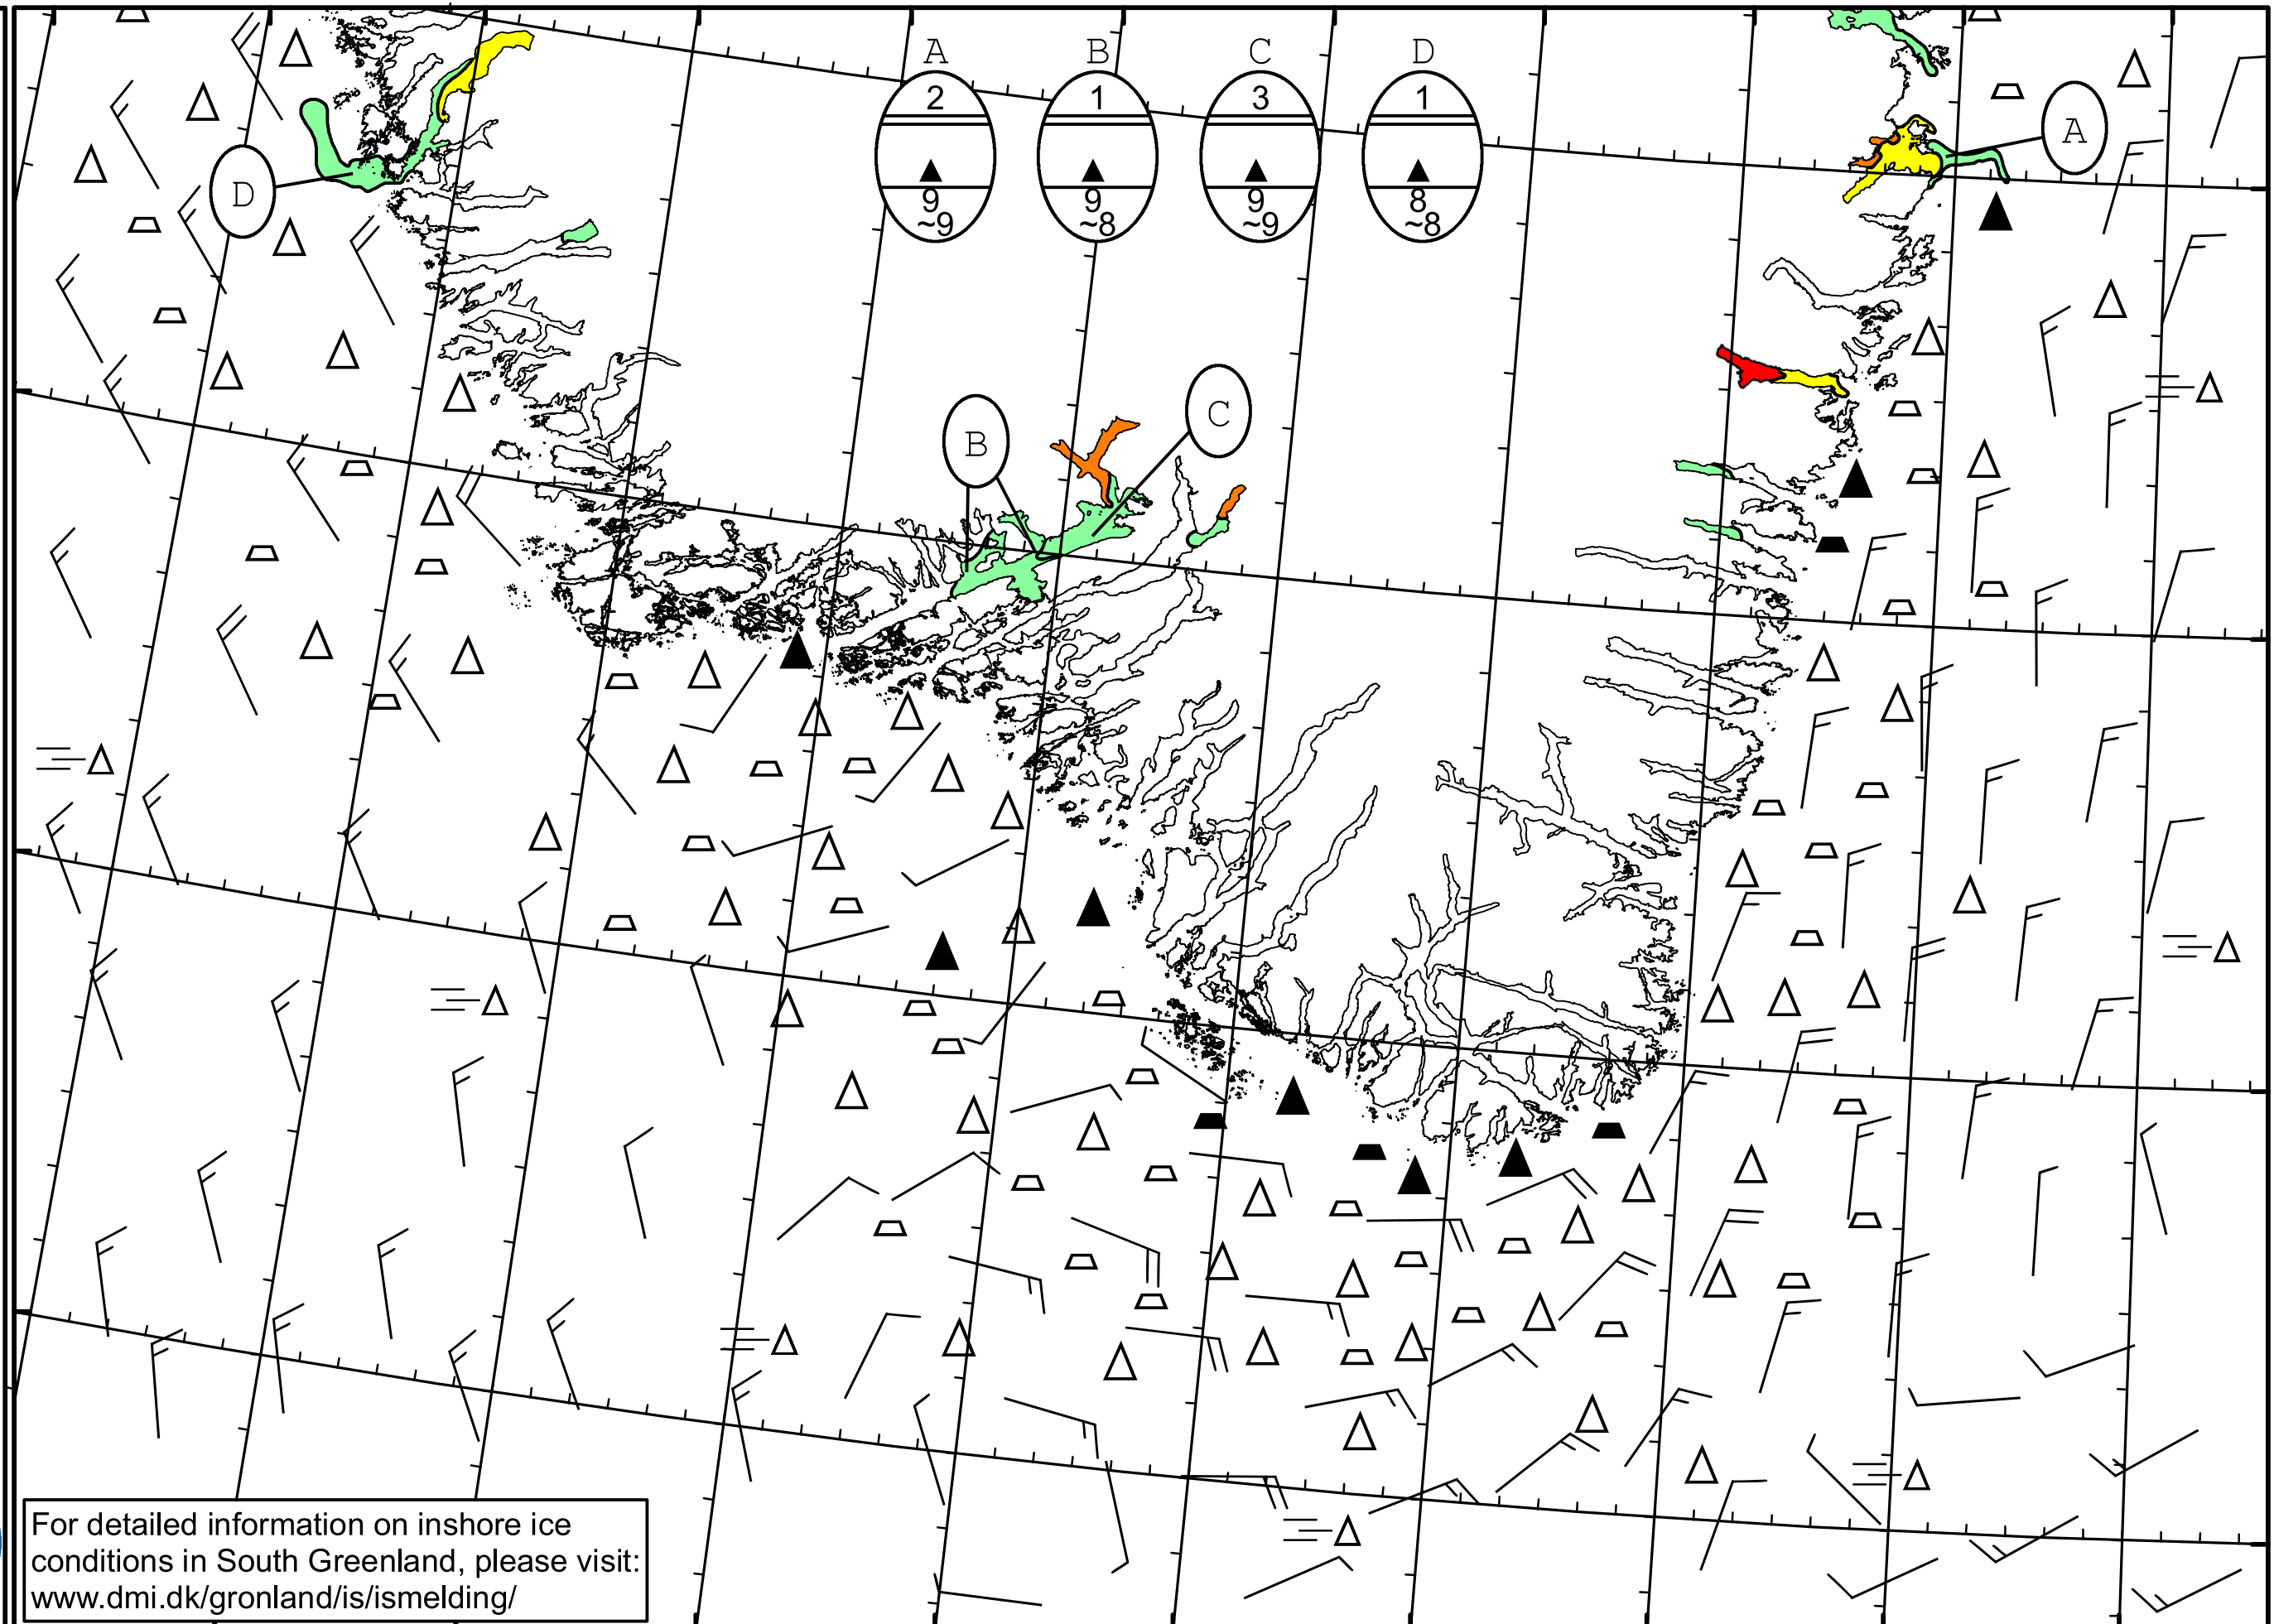 A B C D
2 1 3 1
9 9 9 8
~9 ~8 ~9 ~8
A
D
C
B
For detailed information on inshore ice
conditions in South Greenland, please visit:
www.dmi.dk/gronland/is/ismelding/